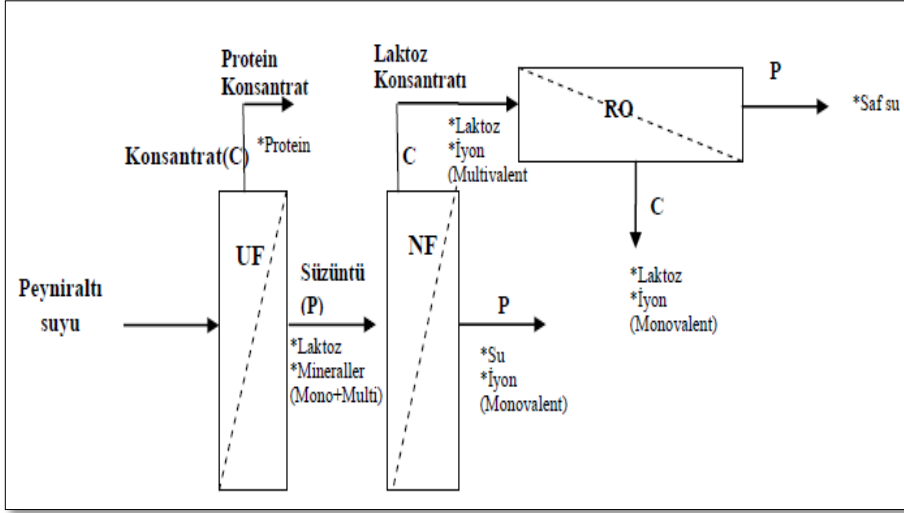 Protein
Konsantrat
Konsantrat(C)
*Protein
Laktoz
Konsantratı
C
*Laktoz
*İyon
(Multivalent
RO
P
*Saf su
C
*Laktoz
*İyon
(Monovalent)
UF
NF
Peyniraltı
suyu
Süzüntü
(P)
*Laktoz
*Mineraller
(Mono+Multi)
P
*Su
*İyon
(Monovalent)